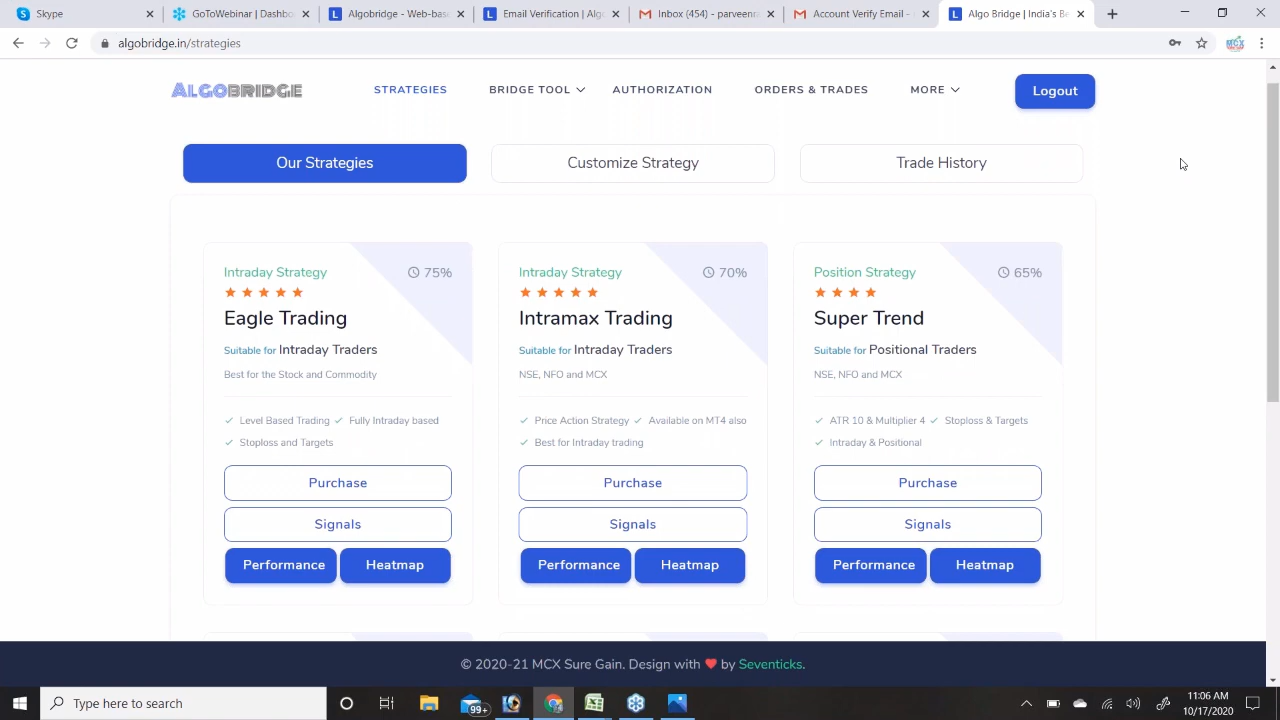 Skype
GoToWebinar | Dashbo
Algobridge - Web-bas
Email Verification | Algo
Inbox (454) - parveenra
Account Verify Email -
Algo Bridge | India's Be
algobridge.in/strategies
ALGOBRIDGE
STRATEGIES
BRIDGE TOOL
AUTHORIZATION
ORDERS & TRADES
MORE
Logout
Our Strategies
Customize Strategy
Trade History
Intraday Strategy
75%
Eagle Trading
Suitable for Intraday Traders
Best for the Stock and Commodity
Level Based Trading
Fully Intraday based
Stoploss and Targets
Purchase
Signals
Performance
Heatmap
Intraday Strategy
70%
Intramax Trading
Suitable for Intraday Traders
NSE, NFO and MCX
Price Action Strategy
Available on MT4 also
Best for Intraday trading
Purchase
Signals
Performance
Heatmap
Position Strategy
65%
Super Trend
Suitable for Positional Traders
NSE, NFO and MCX
ATR 10 & Multiplier 4
Stoploss & Targets
Intraday & Positional
Purchase
Signals
Performance
Heatmap
© 2020-21 MCX Sure Gain. Design with ❤ by Seventicks.
Type here to search
99+
11:06 AM
10/17/2020